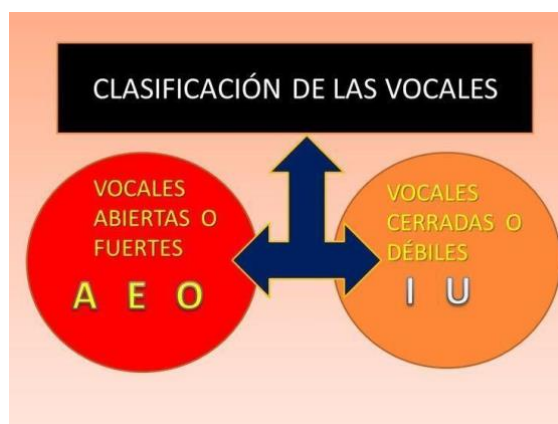 CLASIFICACIÓN DE LAS VOCALES
VOCALES
ABIERTAS O
FUERTES
A E O
VOCALES
CERRADAS O
DÉBILES
I U